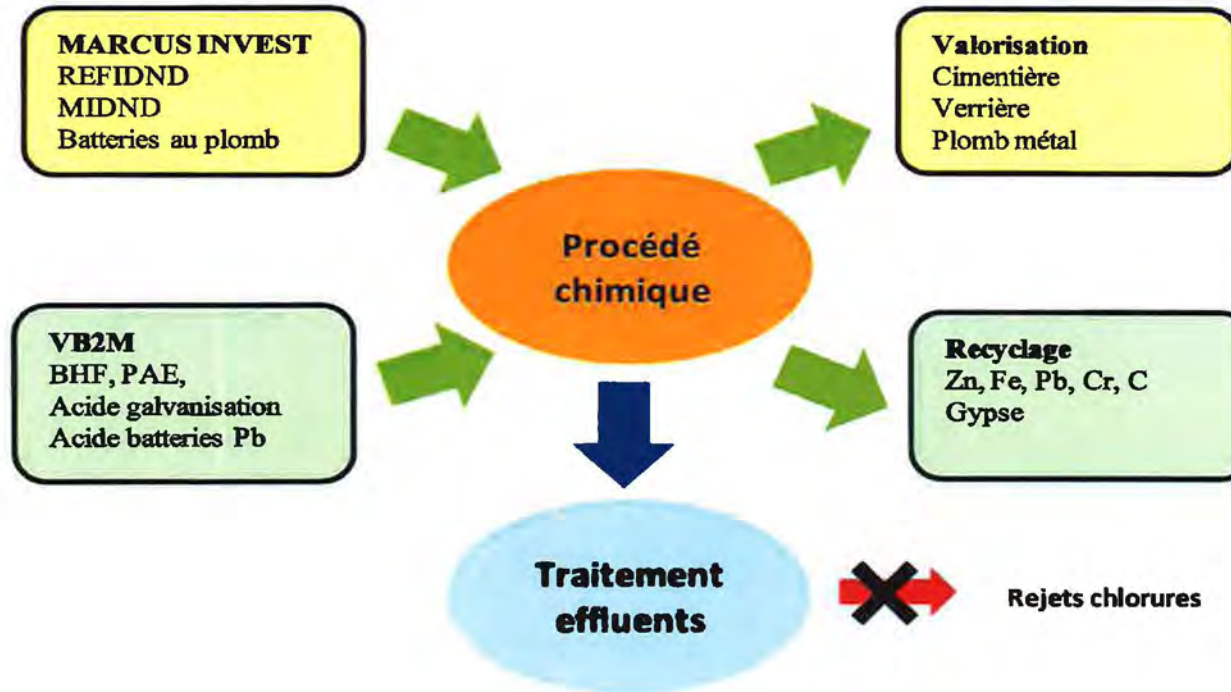 MARCUS INVEST
REFIDND
MIDND
Batteries au plomb
Valorisation
Cimentière
Verrière
Plomb métal
Procédé
chimique
VB2M
BHF, PAE,
Acide galvanisation
Acide batteries Pb
Recyclage
Zn, Fe, Pb, Cr, C
Gypse
Traitement
effluents
Rejets chlorures